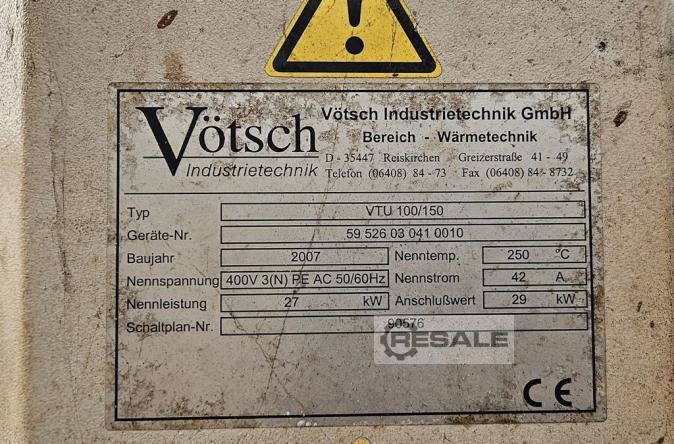 Vötsch
Industrietechnik
Vötsch Industrietechnik GmbH
Bereich - Wärmetechnik
D - 35447 Reiskirchen Greizerstraße 41 - 49
Telefon (06408) 84 - 73 Fax (06408) 84 - 8732
Typ VTU 100/150
Geräte-Nr. 59 526 03 041 0010
Baujahr 2007 Nenntemp. 250 °C
Nennspannung 400V 3(N) PE AC 50/60Hz Nennstrom 42 A
Nennleistung 27 kW Anschlußwert 29 kW
Schaltplan-Nr. 90576
RESALE
CE